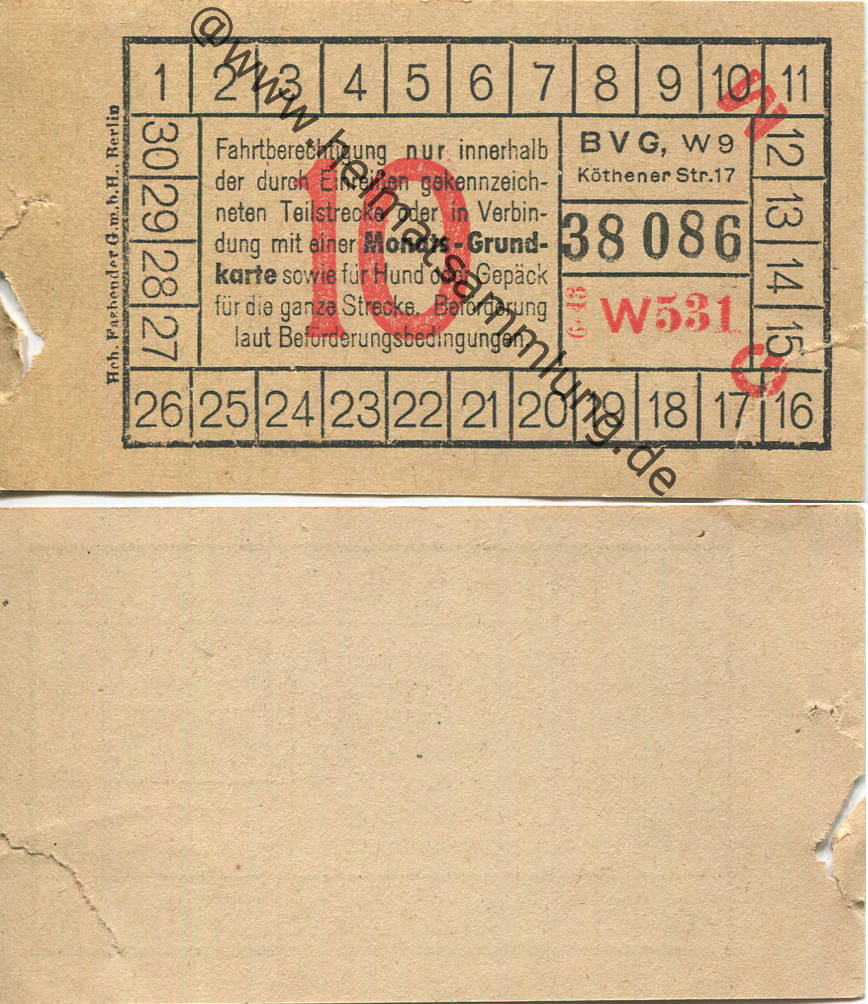 1 2 3 4 5 6 7 8 9 10 11
12
13
14
15
16
17
18
19
20
21
22
23
24
25
26
27
28
29
30
Hch. Fazbender G.m.b.H., Berlin
Fahrtberechtigung nur innerhalb
der durch Einreißen gekennzeich-
neten Teilstrecke oder in Verbin-
dung mit einer Monats-Grund-
karte sowie für Hund oder Gepäck
für die ganze Strecke. Beförderung
laut Beförderungsbedingungen.
10
BVG, W9
Köthener Str. 17
38 086
W531
@www.heimatsammlung.de